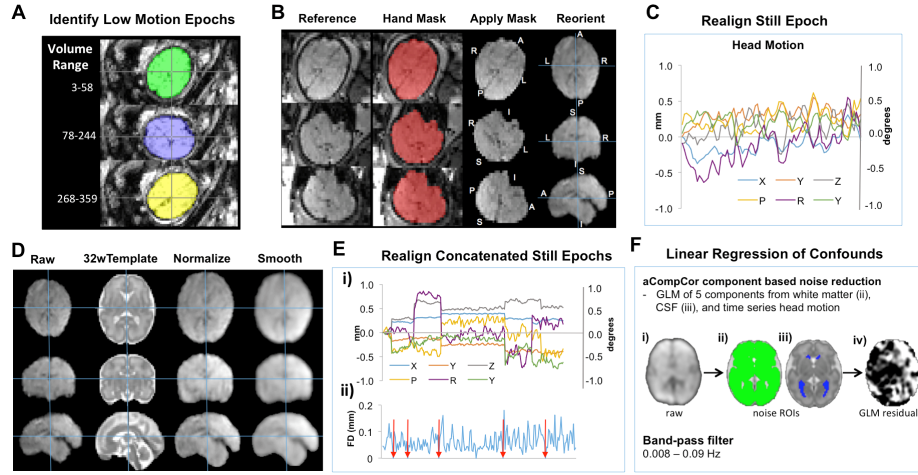 A
Identify Low Motion Epochs
Volume
Range
3-58
78-244
268-359
B
Reference
Hand Mask
Apply Mask
Reorient
A
R
L
P
A
L
R
P
I
R
L
S
S
L
R
I
I
P
A
S
S
A
P
I
C
Realign Still Epoch
Head Motion
1.0
0.5
0.0
-0.5
-1.0
mm
1.0
0.5
0.0
-0.5
-1.0
degrees
X
Y
Z
P
R
Y
D
Raw
32wTemplate
Normalize
Smooth
E
Realign Concatenated Still Epochs
i)
1.0
0.5
0.0
-0.5
-1.0
mm
1.0
0.5
0.0
-0.5
-1.0
degrees
X
Y
Z
P
R
Y
ii)
0.2
0.1
0
FD (mm)
F
Linear Regression of Confounds
aCompCor component based noise reduction
- GLM of 5 components from white matter (ii),
CSF (iii), and time series head motion
i)
ii)
iii)
iv)
raw
noise ROIs
GLM residual
Band-pass filter
0.008 – 0.09 Hz